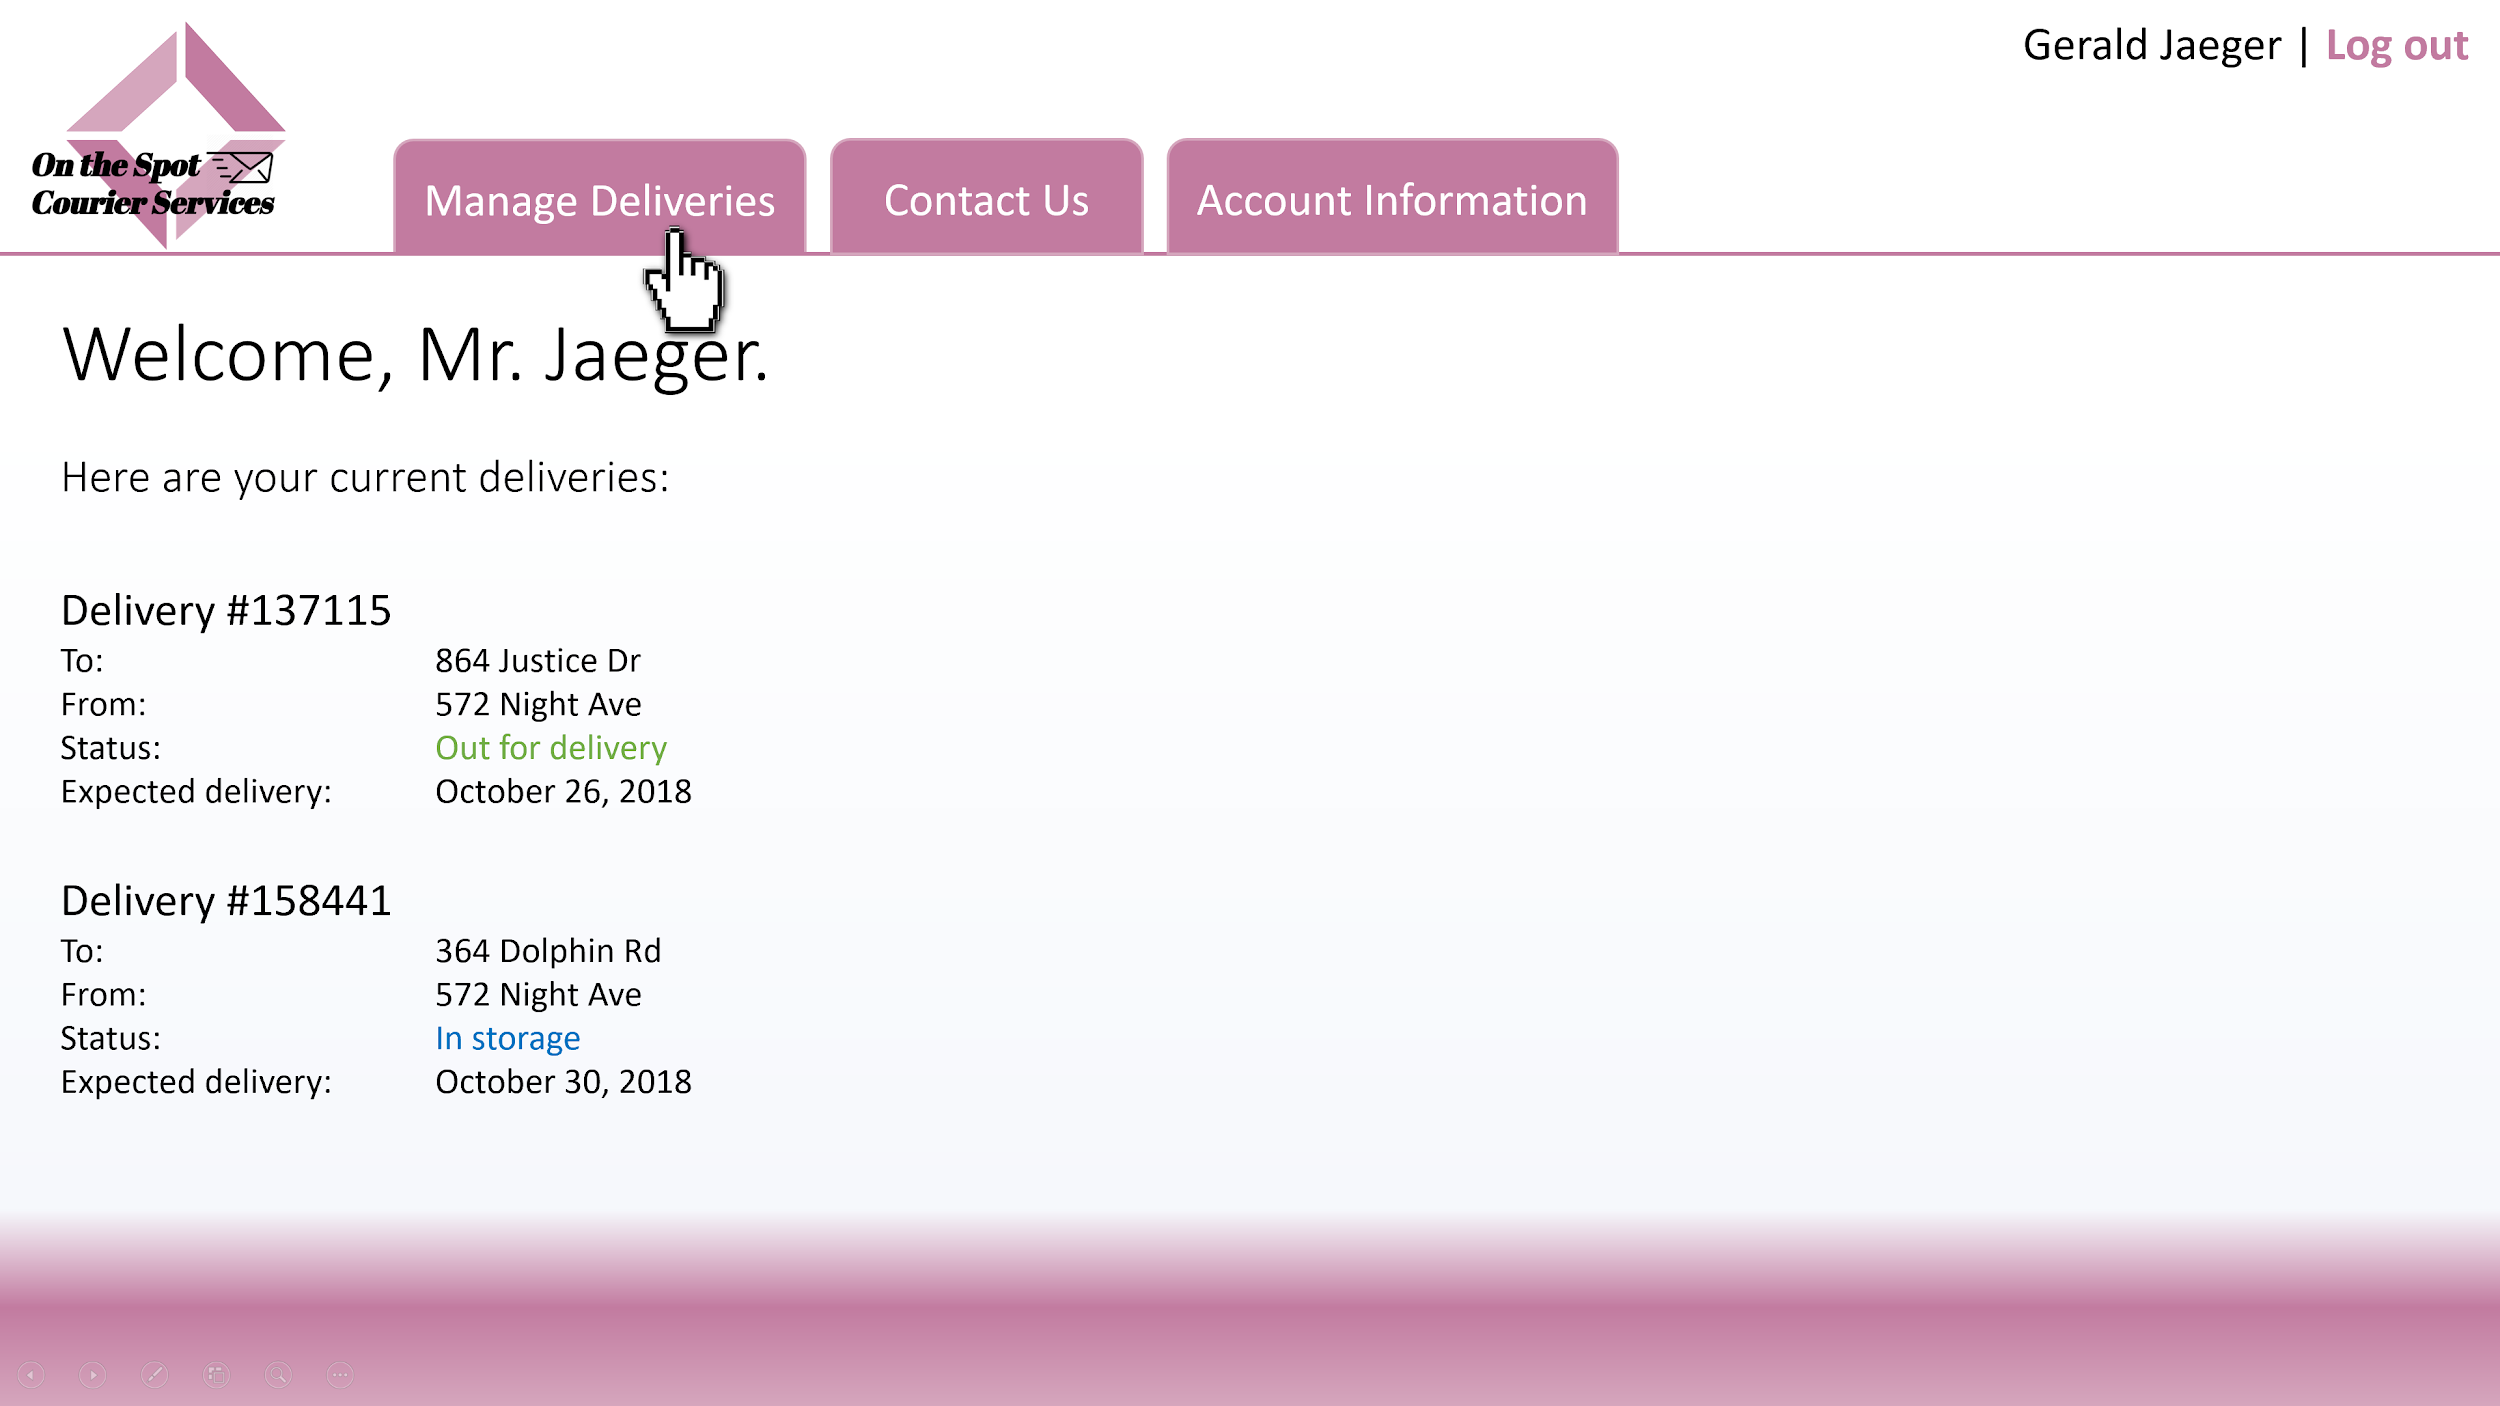 Gerald Jaeger | Log out
On the Spot
Courier Services
Manage Deliveries
Contact Us
Account Information
Welcome, Mr. Jaeger.
Here are your current deliveries:
Delivery #137115
To: 864 Justice Dr
From: 572 Night Ave
Status: Out for delivery
Expected delivery: October 26, 2018
Delivery #158441
To: 364 Dolphin Rd
From: 572 Night Ave
Status: In storage
Expected delivery: October 30, 2018